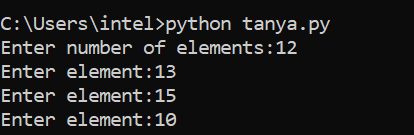 C:\Users\intel>python tanya.py
Enter number of elements:12
Enter element:13
Enter element:15
Enter element:10